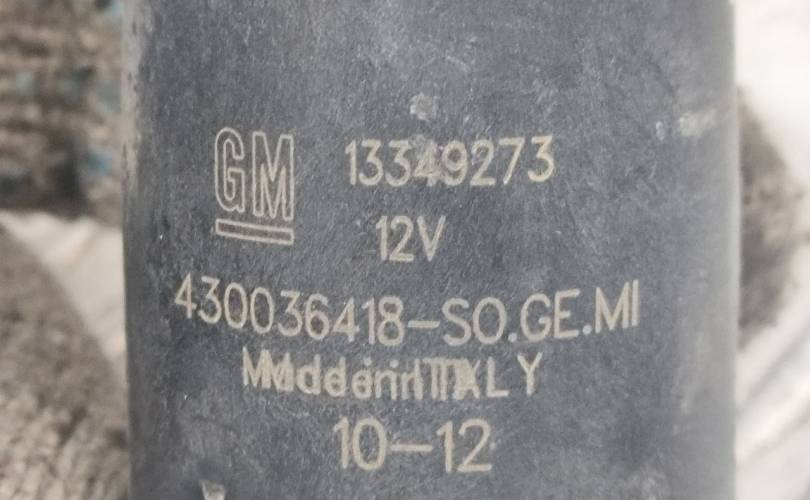 GM 13349273
12V
430036418-SO.GE.MI
Made in ITALY
10-12